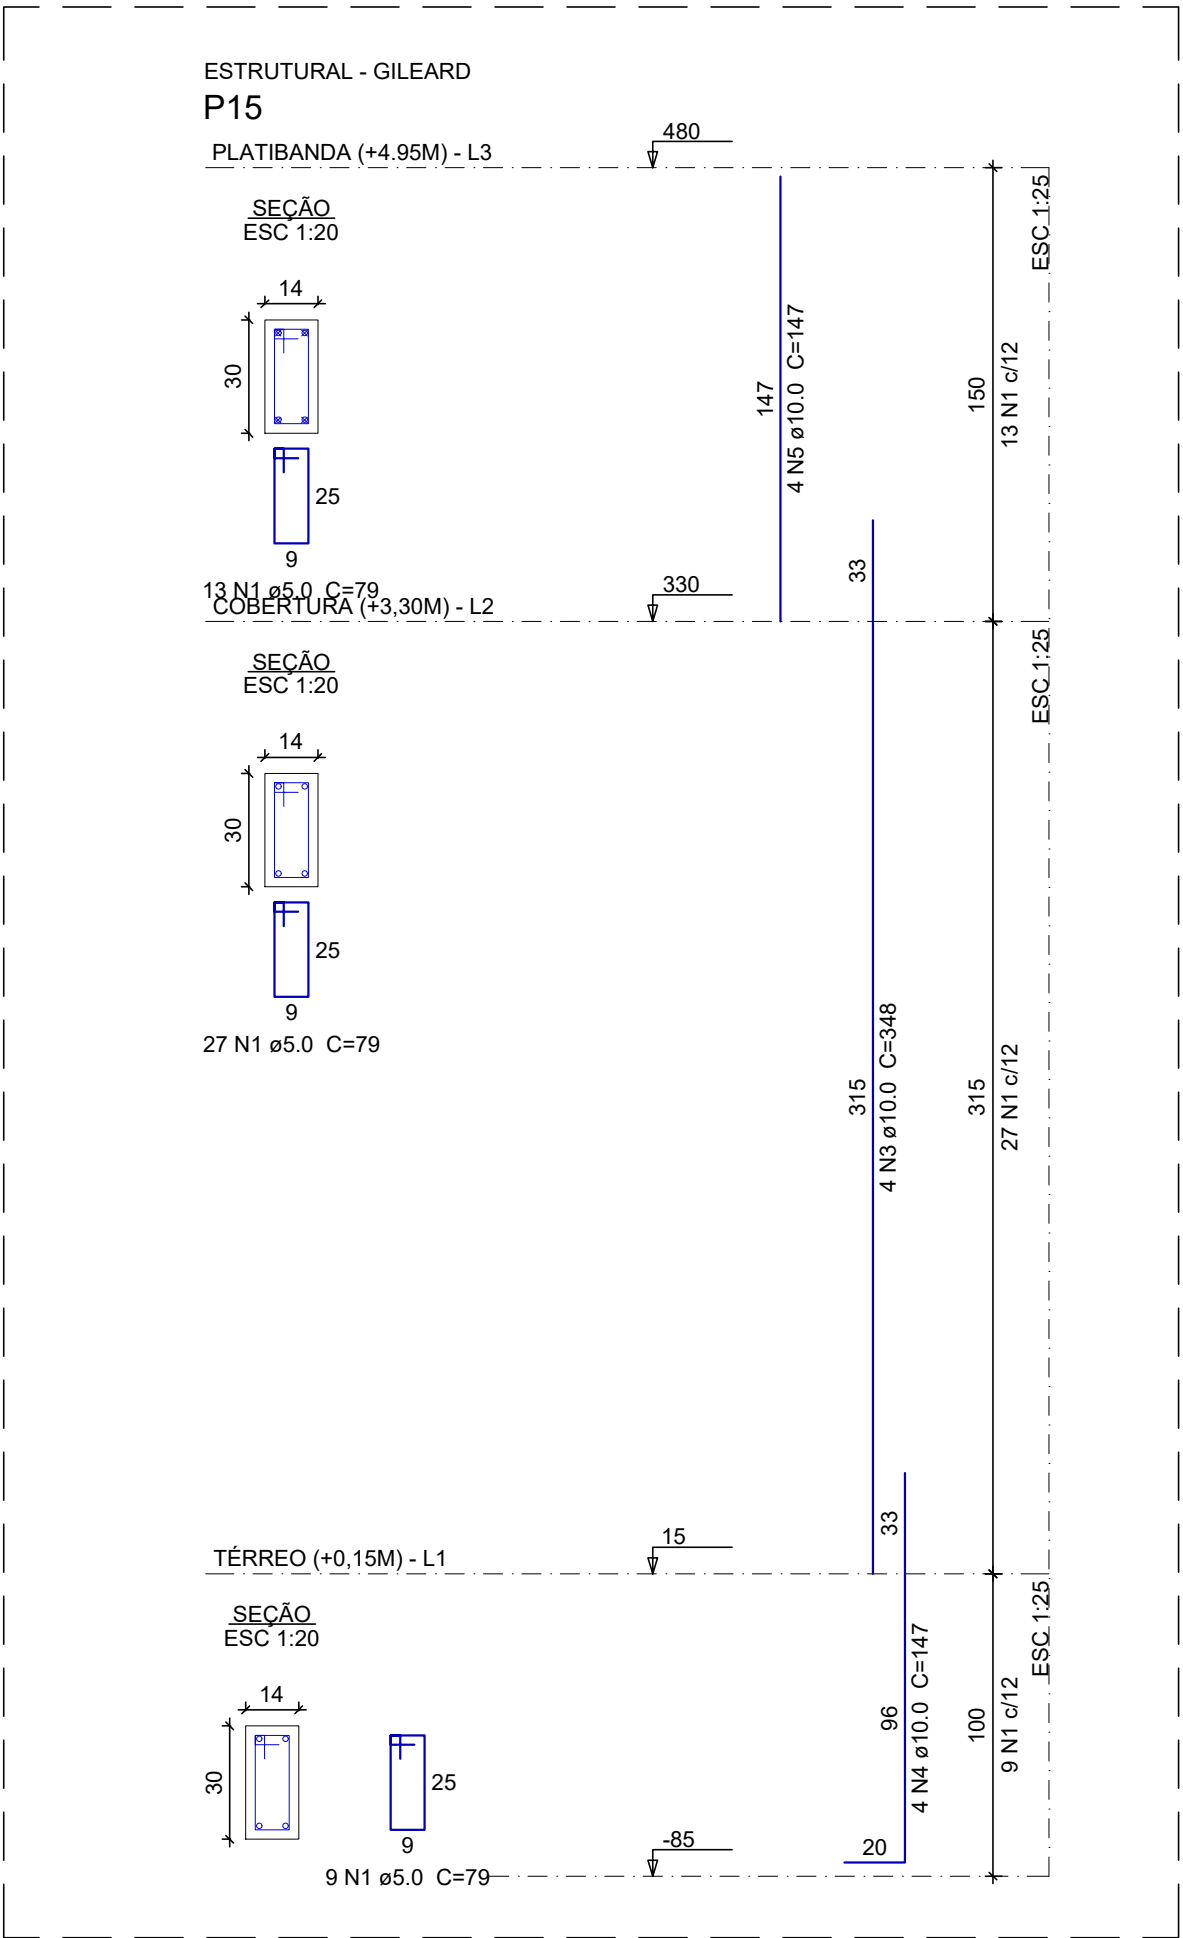 ESTRUTURAL - GILEARD
P15
PLATIBANDA (+4.95M) - L3
480
SEÇÃO
ESC 1:20
ESC 1:25
14
30
25
9
13 N1 ø5.0 C=79
147
4 N5 ø10.0 C=147
150
13 N1 c/12
33
COBERTURA (+3,30M) - L2
330
SEÇÃO
ESC 1:20
ESC 1:25
14
30
25
9
27 N1 ø5.0 C=79
315
4 N3 ø10.0 C=348
315
27 N1 c/12
33
TÉRREO (+0,15M) - L1
15
SEÇÃO
ESC 1:20
ESC 1:25
14
30
25
9
9 N1 ø5.0 C=79
96
4 N4 ø10.0 C=147
100
9 N1 c/12
-85
20